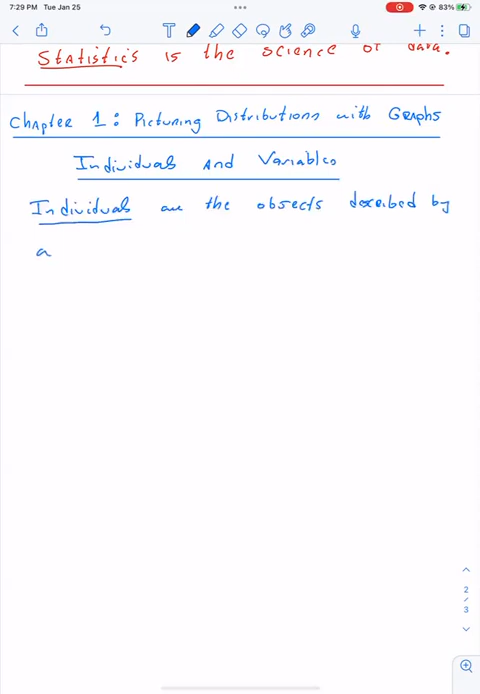 7:29 PM Tue Jan 25
83%
Statistics is the science of data.
Chapter 1: Picturing Distributions with Graphs
Individuals and Variables
Individuals are the objects described by
a
2
/
3